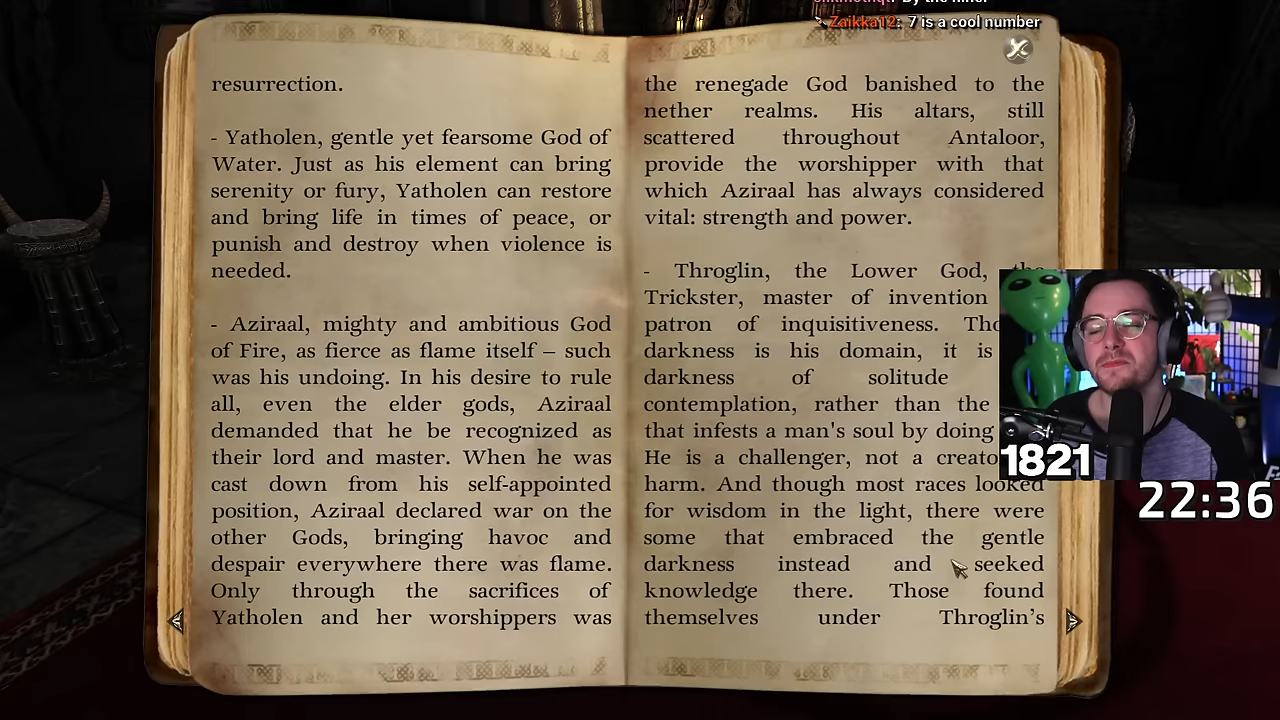 By the
Zaikka12: 7 is a cool number
resurrection.
- Yatholen, gentle yet fearsome God of
Water. Just as his element can bring
serenity or fury, Yatholen can restore
and bring life in times of peace, or
punish and destroy when violence is
needed.
- Aziraal, mighty and ambitious God
of Fire, as fierce as flame itself – such
was his undoing. In his desire to rule
all, even the elder gods, Aziraal
demanded that he be recognized as
their lord and master. When he was
cast down from his self-appointed
position, Aziraal declared war on the
other Gods, bringing havoc and
despair everywhere there was flame.
Only through the sacrifices of
Yatholen and her worshippers was
the renegade God banished to the
nether realms. His altars, still
scattered throughout Antaloor,
provide the worshipper with that
which Aziraal has always considered
vital: strength and power.
- Throglin, the Lower God, the
Trickster, master of invention
patron of inquisitiveness.
darkness is his domain, it is
darkness of solitude
contemplation, rather than the
that infests a man's soul by doing
He is a challenger, not a
harm. And though most races looked
for wisdom in the light, there were
some that embraced the gentle
darkness instead and seeked
knowledge there. Those found
themselves under Throglin's
1821
22:36